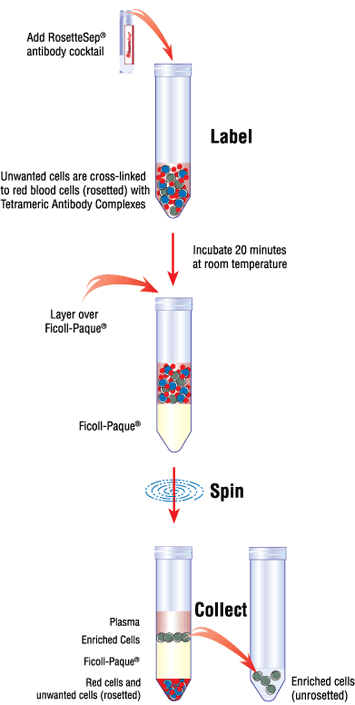 Add RosetteSep®
antibody cocktail
Label
Unwanted cells are cross-linked
to red blood cells (rosetted) with
Tetrameric Antibody Complexes
Incubate 20 minutes
at room temperature
Layer over
Ficoll-Paque®
Ficoll-Paque®
Spin
Collect
Plasma
Enriched Cells
Ficoll-Paque®
Red cells and
unwanted cells (rosetted)
Enriched cells
(unrosetted)